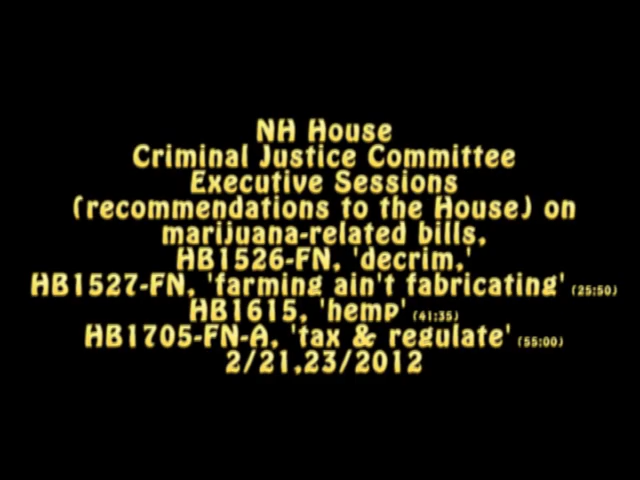 NH House
Criminal Justice Committee
Executive Sessions
(recommendations to the House) on
marijuana-related bills,
HB1526-FN, 'decrim,'
HB1527-FN, 'farming ain't fabricating' (25:50)
HB1615, 'hemp' (41:35)
HB1705-FN-A, 'tax & regulate' (55:00)
2/21,23/2012